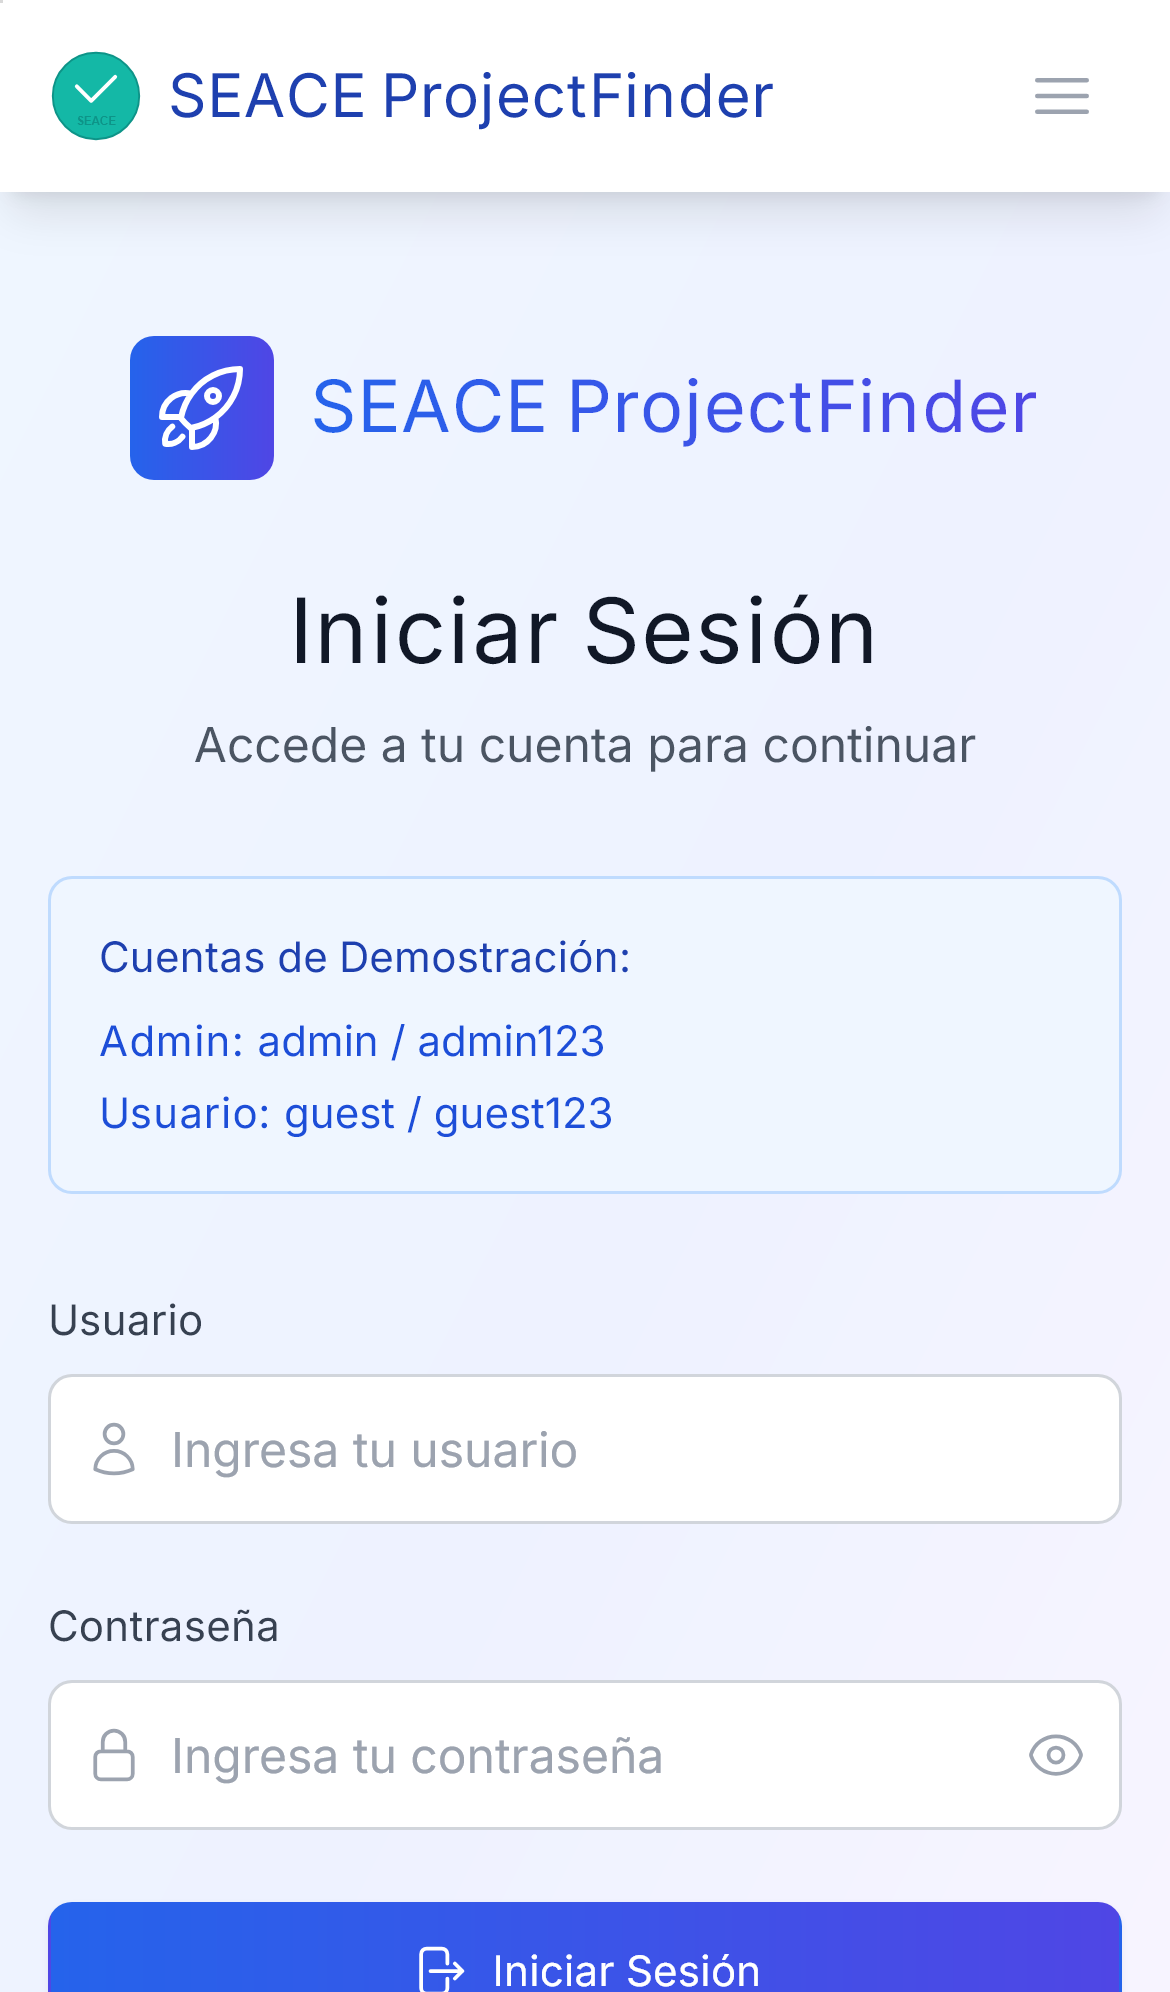 SEACE
SEACE ProjectFinder
SEACE ProjectFinder
Iniciar Sesión
Accede a tu cuenta para continuar
Cuentas de Demostración:
Admin: admin / admin123
Usuario: guest / guest123
Usuario
Ingresa tu usuario
Contraseña
Ingresa tu contraseña
Iniciar Sesión